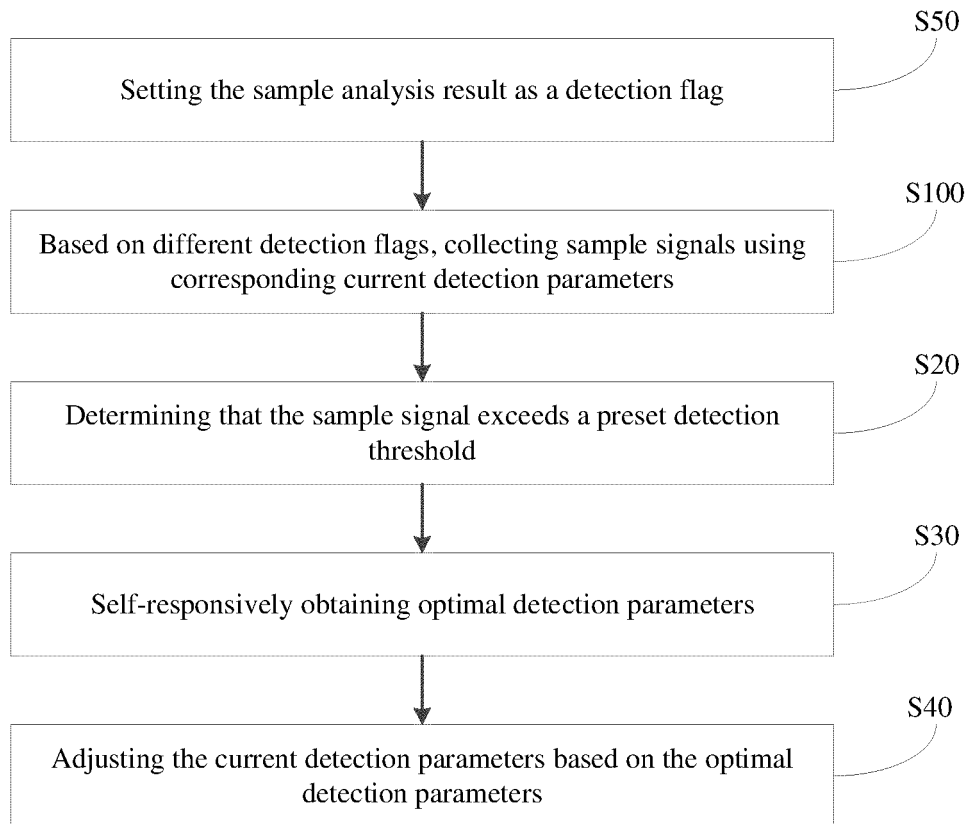 S50
Setting the sample analysis result as a detection flag
S100
Based on different detection flags, collecting sample signals using
corresponding current detection parameters
S20
Determining that the sample signal exceeds a preset detection
threshold
S30
Self-responsively obtaining optimal detection parameters
S40
Adjusting the current detection parameters based on the optimal
detection parameters